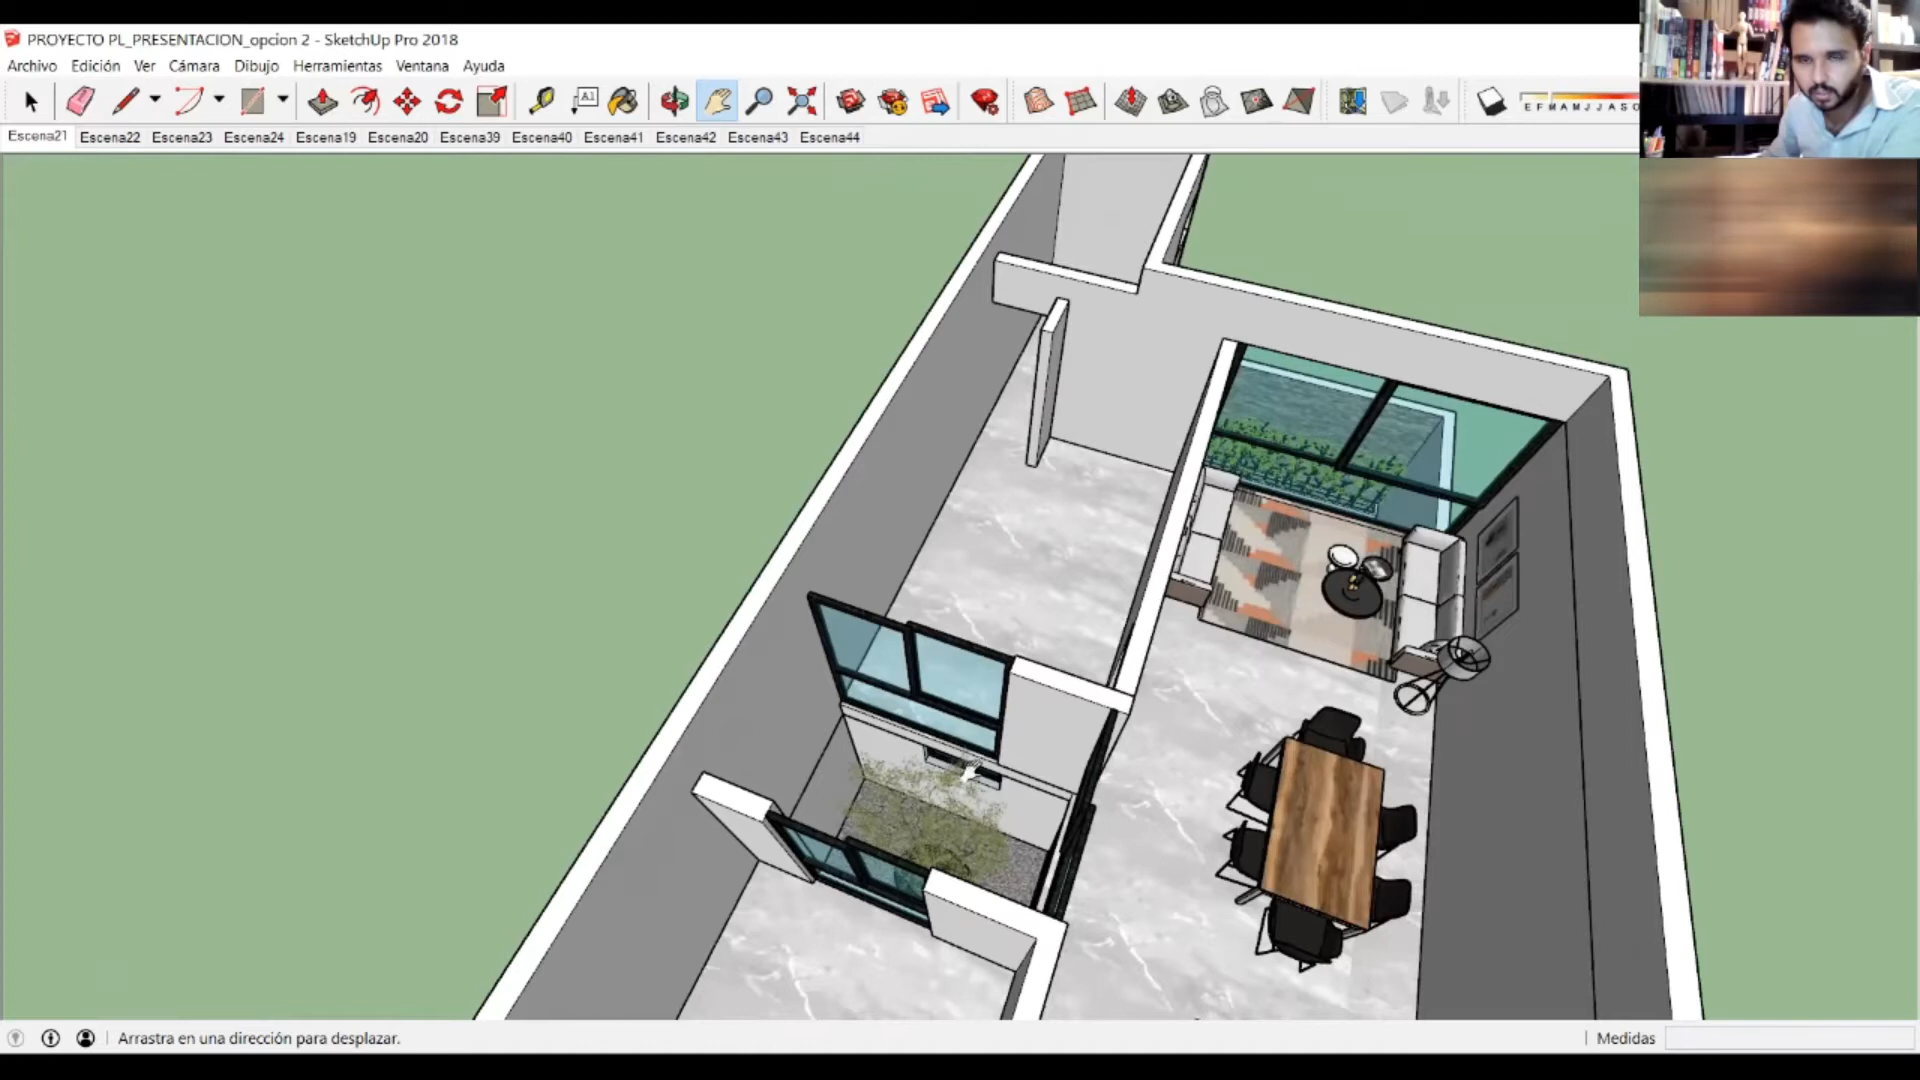 PROYECTO PL_PRESENTACION_opcion 2 - SketchUp Pro 2018
Archivo Edición Ver Cámara Dibujo Herramientas Ventana Ayuda
A1
E F M A M J J A S O
Escena21 Escena22 Escena23 Escena24 Escena19 Escena20 Escena39 Escena40 Escena41 Escena42 Escena43 Escena44
Arrastra en una dirección para desplazar.
Medidas